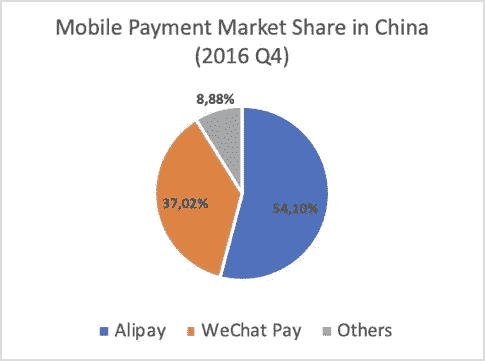 Mobile Payment Market Share in China
(2016 Q4)
8,88%
37,02%
54,10%
Alipay WeChat Pay Others